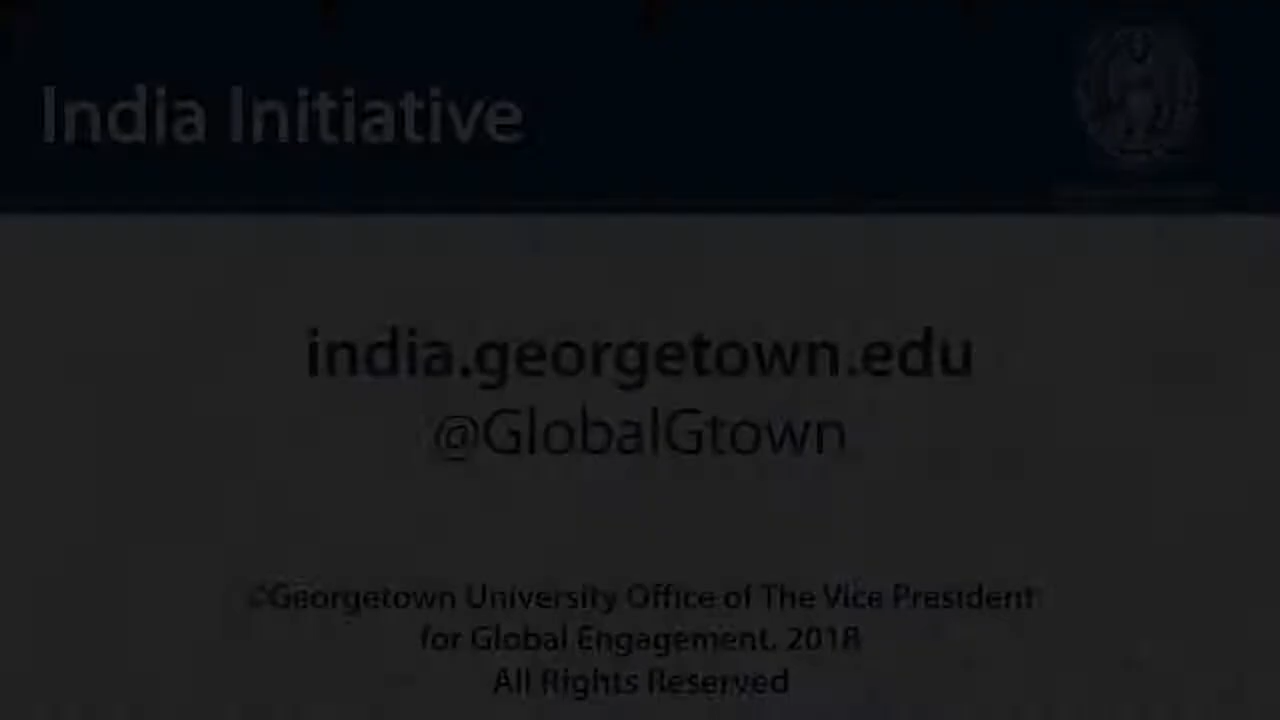 India Initiative
india.georgetown.edu
@GlobalGtown
©Georgetown University Office of The Vice President
for Global Engagement, 2018
All Rights Reserved